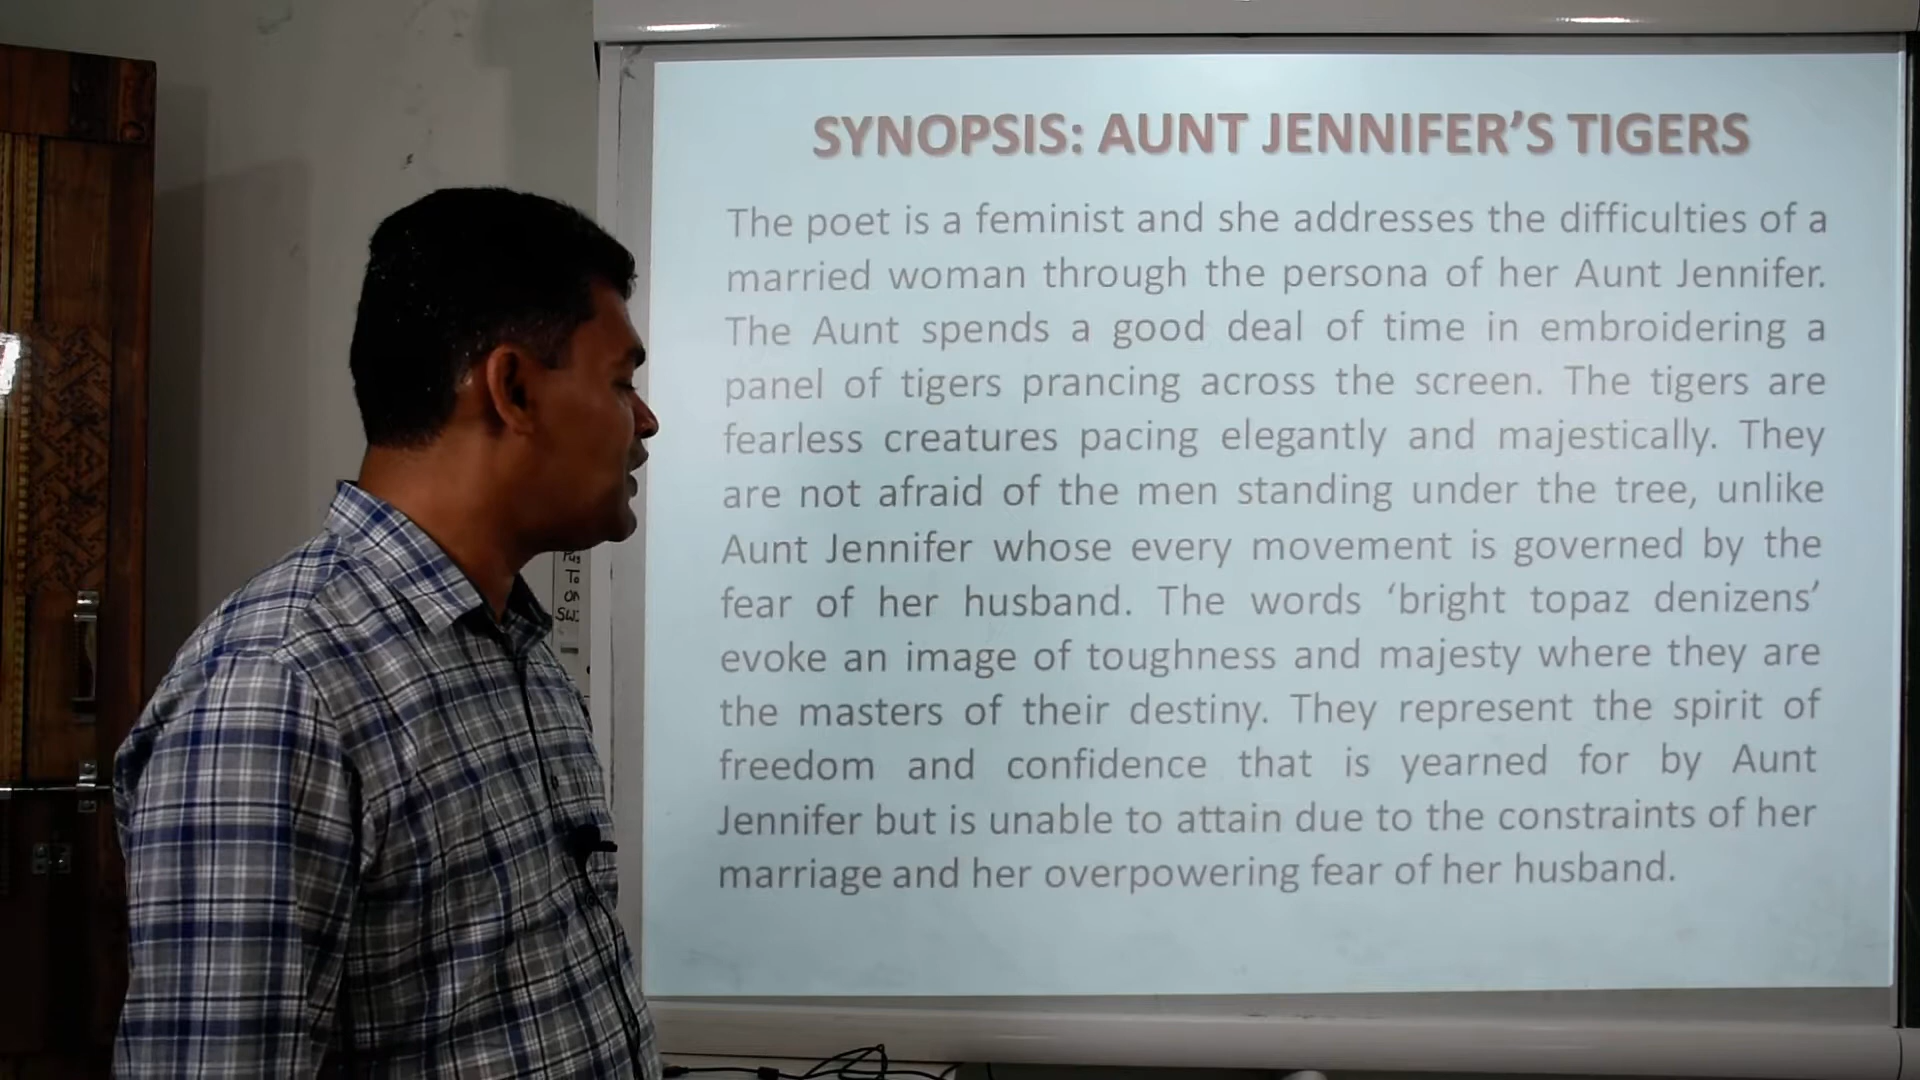 SYNOPSIS: AUNT JENNIFER'S TIGERS
The poet is a feminist and she addresses the difficulties of a
married woman through the persona of her Aunt Jennifer.
The Aunt spends a good deal of time in embroidering a
panel of tigers prancing across the screen. The tigers are
fearless creatures pacing elegantly and majestically. They
are not afraid of the men standing under the tree, unlike
Aunt Jennifer whose every movement is governed by the
fear of her husband. The words ‘bright topaz denizens’
evoke an image of toughness and majesty where they are
the masters of their destiny. They represent the spirit of
freedom and confidence that is yearned for by Aunt
Jennifer but is unable to attain due to the constraints of her
marriage and her overpowering fear of her husband.
To